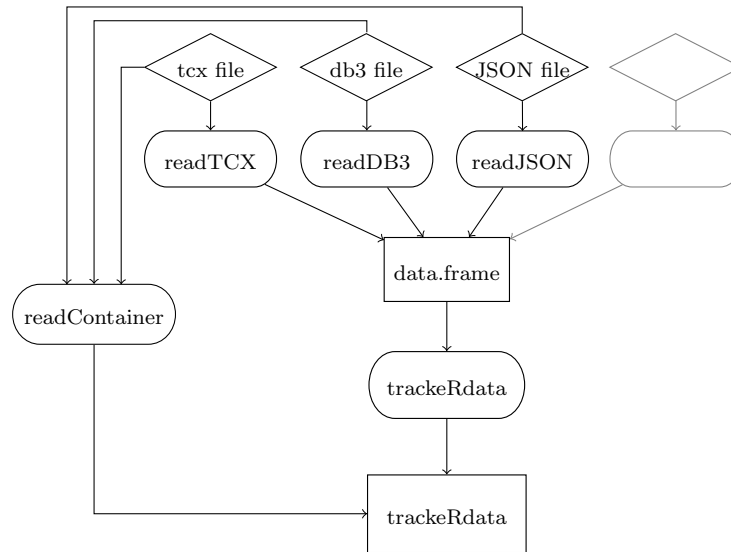 tcx file
db3 file
JSON file
readTCX
readDB3
readJSON
data.frame
readContainer
trackeRdata
trackeRdata